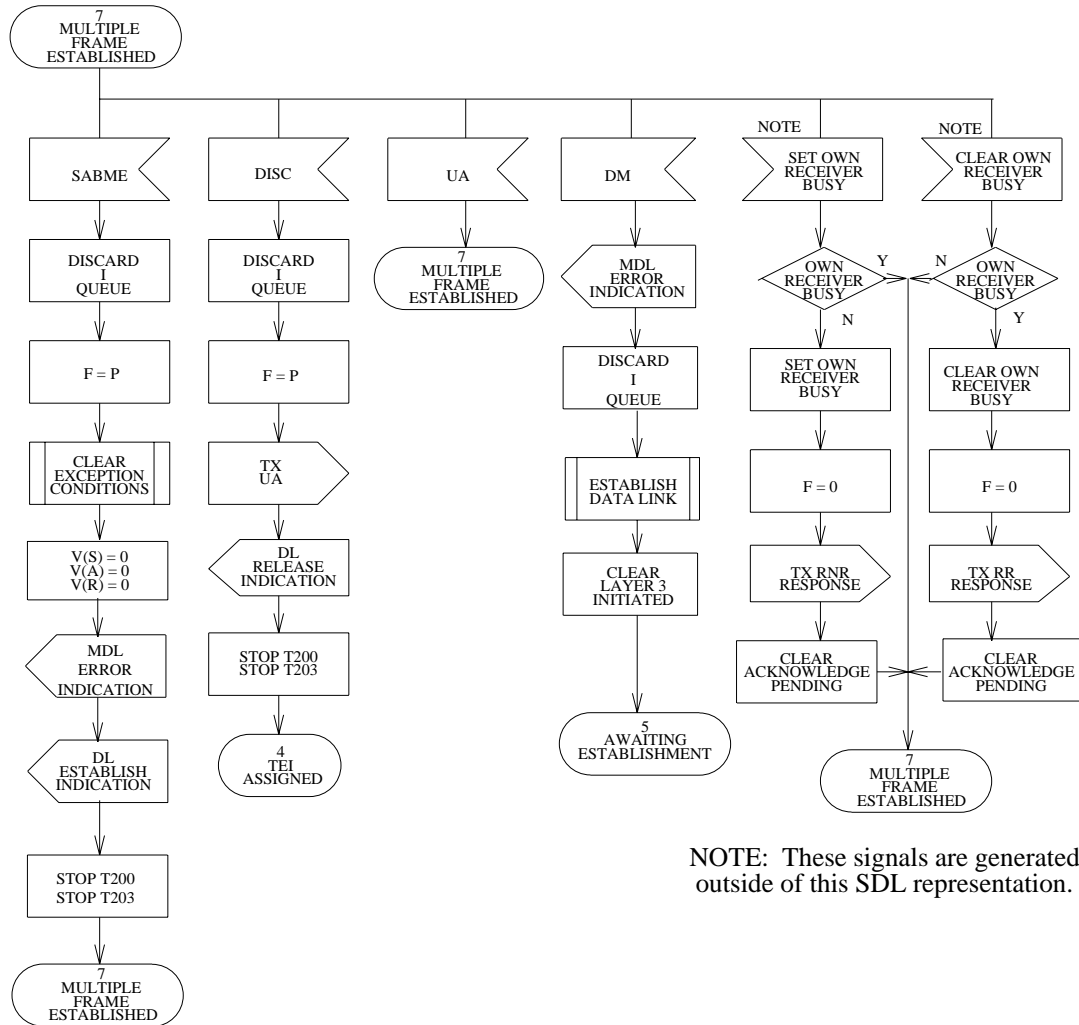 7
MULTIPLE
FRAME
ESTABLISHED
SABME
DISCARD
I
QUEUE
F = P
CLEAR
EXCEPTION
CONDITIONS
V(S) = 0
V(A) = 0
V(R) = 0
MDL
ERROR
INDICATION
DL
ESTABLISH
INDICATION
STOP T200
STOP T203
7
MULTIPLE
FRAME
ESTABLISHED
DISC
DISCARD
I
QUEUE
F = P
TX
UA
DL
RELEASE
INDICATION
STOP T200
STOP T203
4
TEI
ASSIGNED
UA
7
MULTIPLE
FRAME
ESTABLISHED
DM
MDL
ERROR
INDICATION
DISCARD
I
QUEUE
ESTABLISH
DATA LINK
CLEAR
LAYER 3
INITIATED
5
AWAITING
ESTABLISHMENT
NOTE
SET OWN
RECEIVER
BUSY
OWN
RECEIVER
BUSY
Y
N
SET OWN
RECEIVER
BUSY
F = 0
TX RNR
RESPONSE
CLEAR
ACKNOWLEDGE
PENDING
NOTE
CLEAR OWN
RECEIVER
BUSY
OWN
RECEIVER
BUSY
N
Y
CLEAR OWN
RECEIVER
BUSY
F = 0
TX RR
RESPONSE
CLEAR
ACKNOWLEDGE
PENDING
7
MULTIPLE
FRAME
ESTABLISHED
NOTE: These signals are generated
outside of this SDL representation.